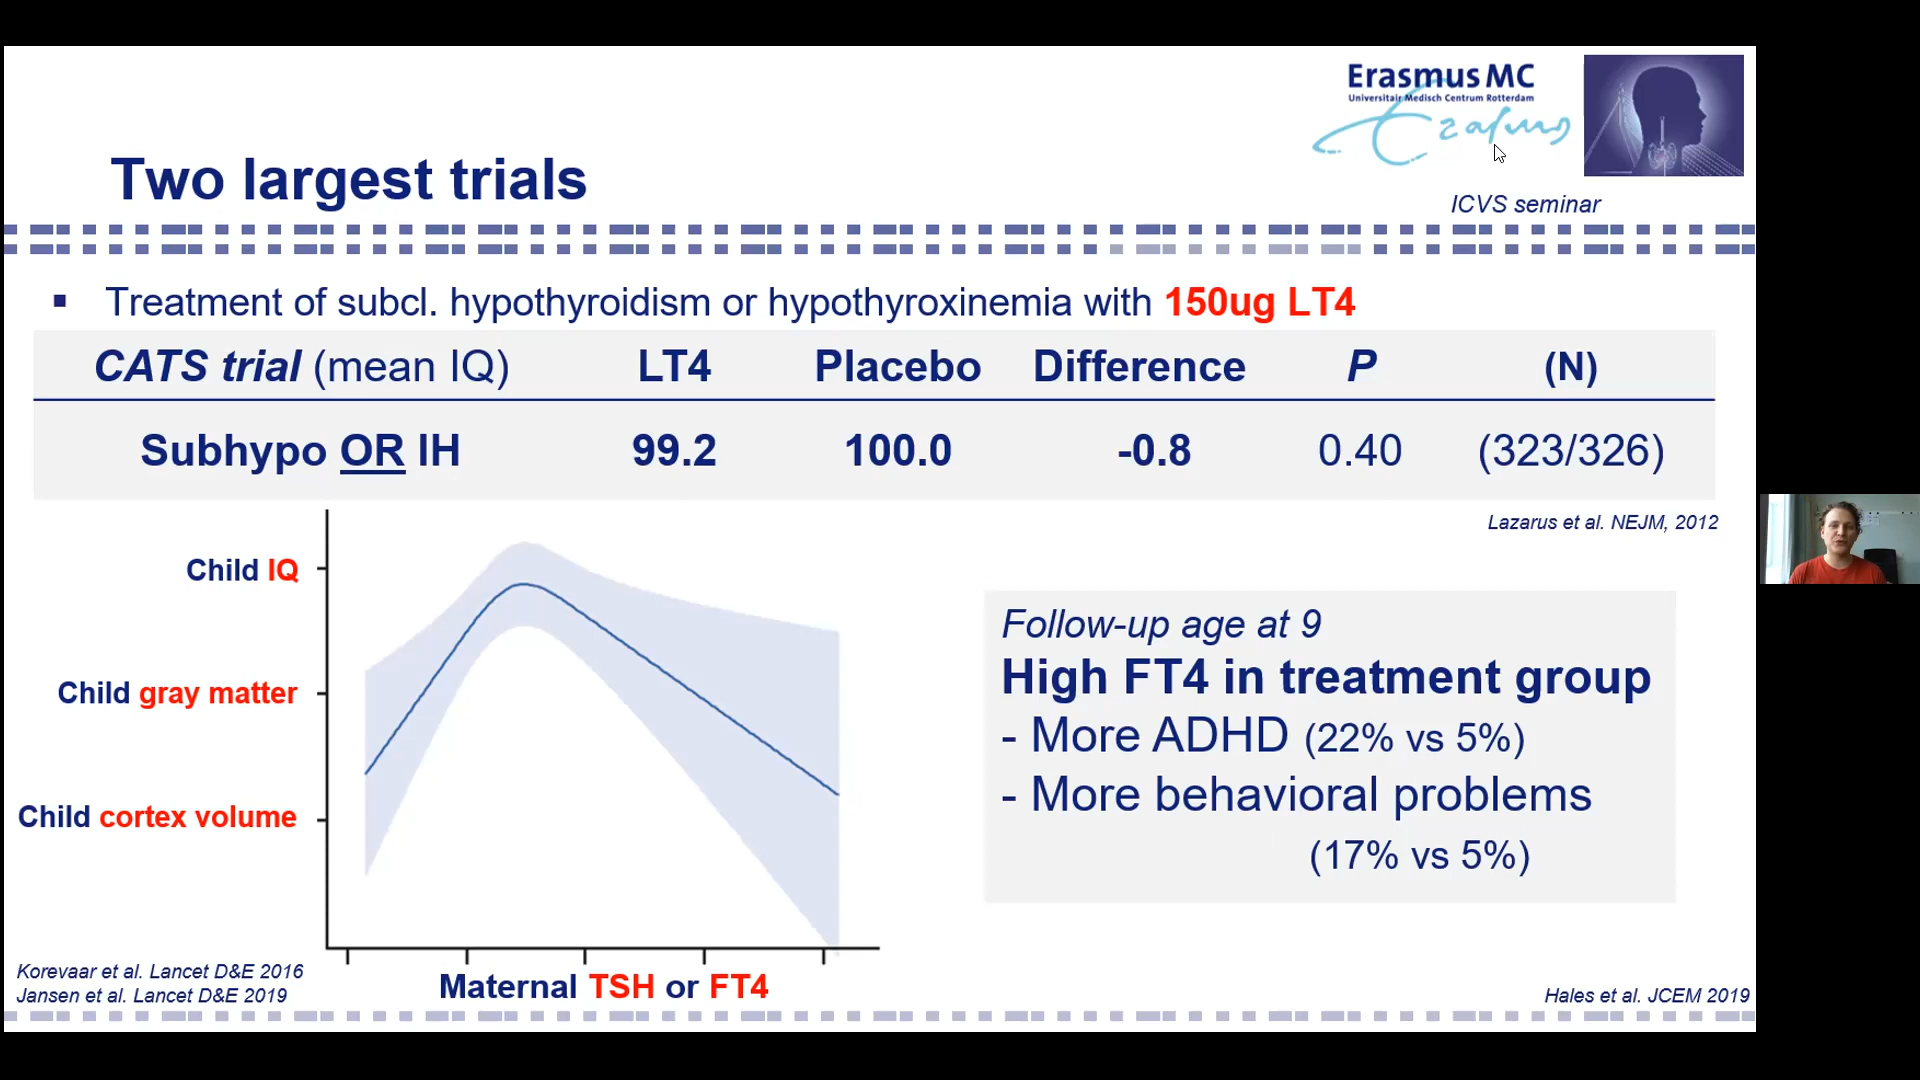 Erasmus MC
Universitair Medisch Centrum Rotterdam
Erasmus
Two largest trials
ICVS seminar
▪ Treatment of subcl. hypothyroidism or hypothyroxinemia with 150ug LT4
CATS trial (mean IQ) LT4 Placebo Difference P (N)
Subhypo OR IH 99.2 100.0 -0.8 0.40 (323/326)
Lazarus et al. NEJM, 2012
Child IQ
Child gray matter
Child cortex volume
Maternal TSH or FT4
Follow-up age at 9
High FT4 in treatment group
- More ADHD (22% vs 5%)
- More behavioral problems
(17% vs 5%)
Korevaar et al. Lancet D&E 2016
Jansen et al. Lancet D&E 2019
Hales et al. JCEM 2019